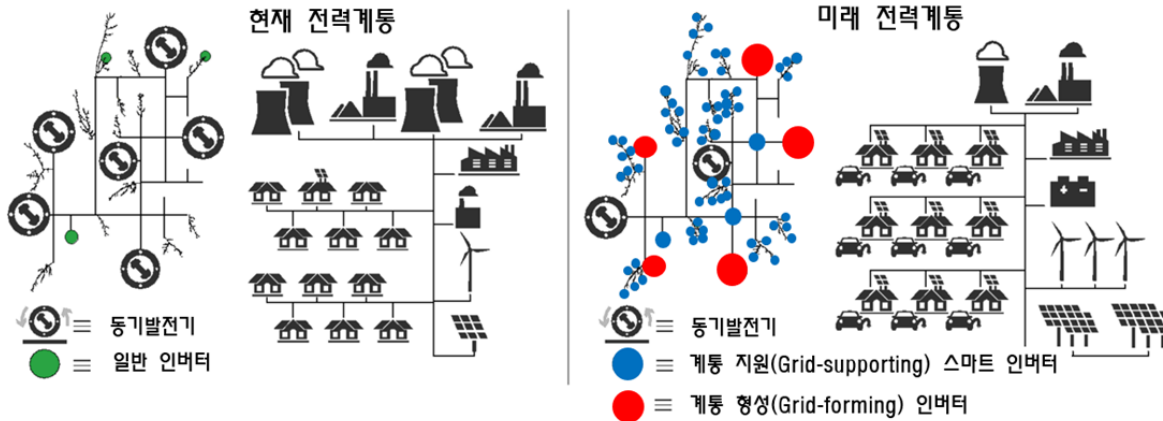 현재 전력계통
동기발전기
일반 인버터
미래 전력계통
동기발전기
계통 지원(Grid-supporting) 스마트 인버터
계통 형성(Grid-forming) 인버터